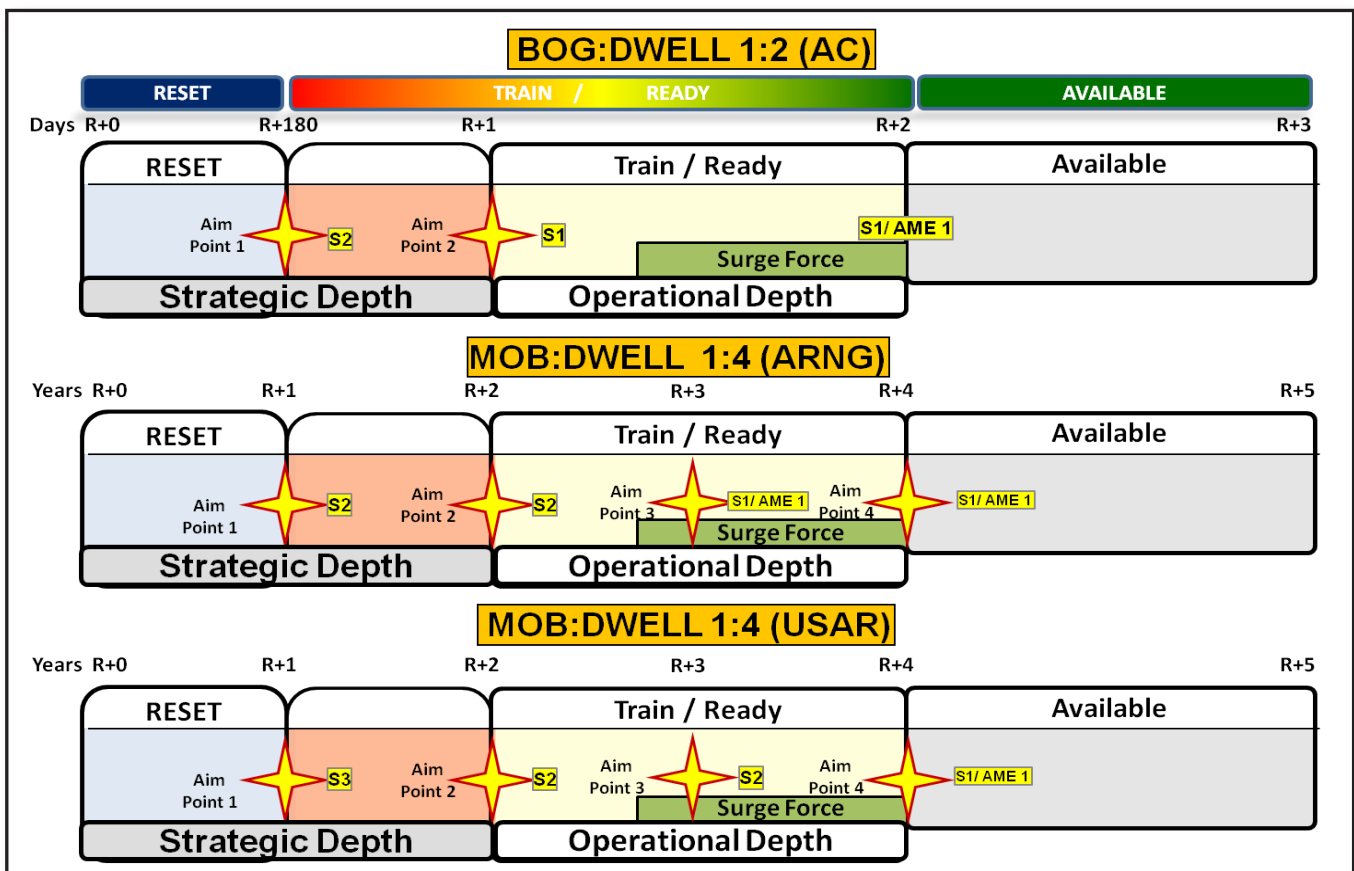 BOG:DWELL 1:2 (AC)
RESET TRAIN / READY AVAILABLE
Days R+0 R+180 R+1 R+2 R+3
RESET Train / Ready Available
Aim Point 1 S2 Aim Point 2 S1 S1/ AME 1
Surge Force
Strategic Depth Operational Depth
MOB:DWELL 1:4 (ARNG)
Years R+0 R+1 R+2 R+3 R+4 R+5
RESET Train / Ready Available
Aim Point 1 S2 Aim Point 2 S2 Aim Point 3 S1/ AME 1 Aim Point 4 S1/ AME 1
Surge Force
Strategic Depth Operational Depth
MOB:DWELL 1:4 (USAR)
Years R+0 R+1 R+2 R+3 R+4 R+5
RESET Train / Ready Available
Aim Point 1 S3 Aim Point 2 S2 Aim Point 3 S2 Aim Point 4 S1/ AME 1
Surge Force
Strategic Depth Operational Depth